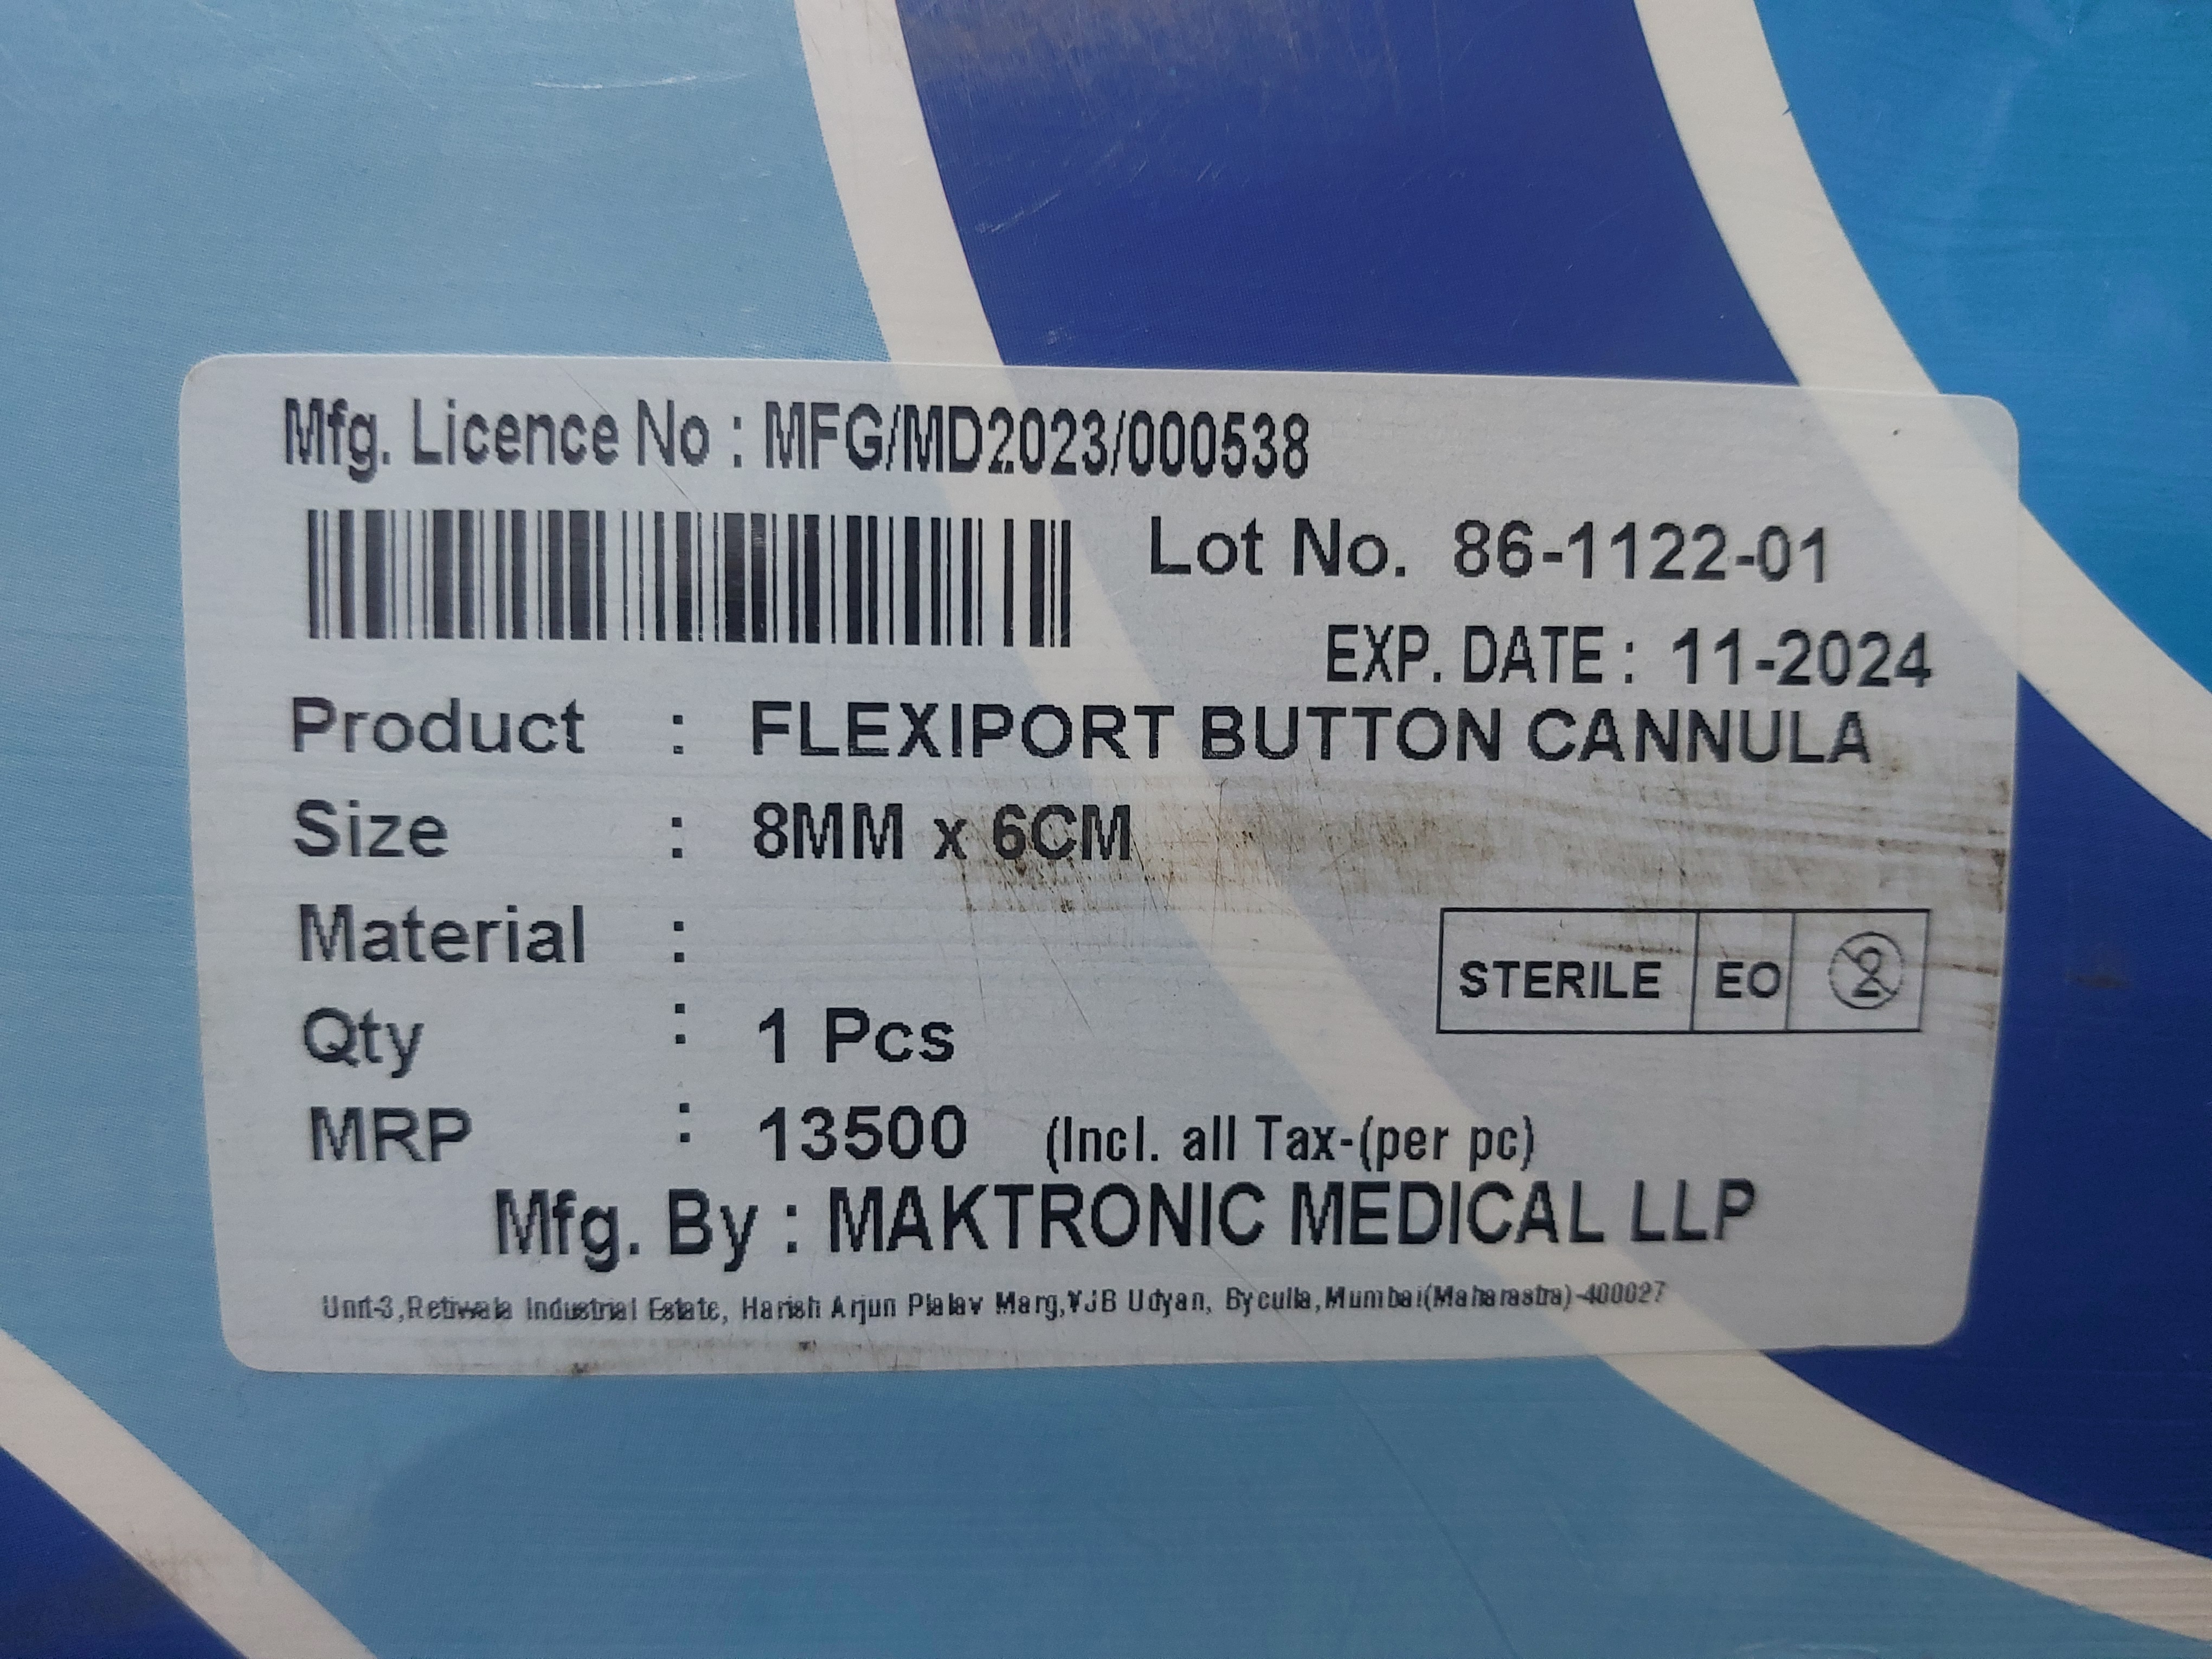 Mfg. Licence No : MFG/MD2023/000538
Lot No. 86-1122-01
EXP. DATE : 11-2024
Product : FLEXIPORT BUTTON CANNULA
Size : 8MM x 6CM
Material :
STERILE EO 2
Qty : 1 Pcs
MRP : 13500 (Incl. all Tax-(per pc)
Mfg. By : MAKTRONIC MEDICAL LLP
Unit-3,Retiwala Industrial Estate, Harish Arjun Plalav Marg,VJB Udyan, Byculla,Mumbai(Maharastra)-400027